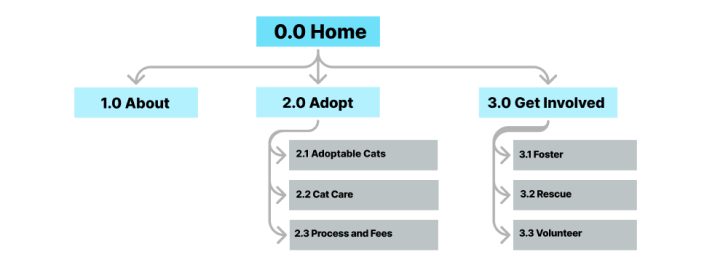 0.0 Home
1.0 About
2.0 Adopt
3.0 Get Involved
2.1 Adoptable Cats
2.2 Cat Care
2.3 Process and Fees
3.1 Foster
3.2 Rescue
3.3 Volunteer